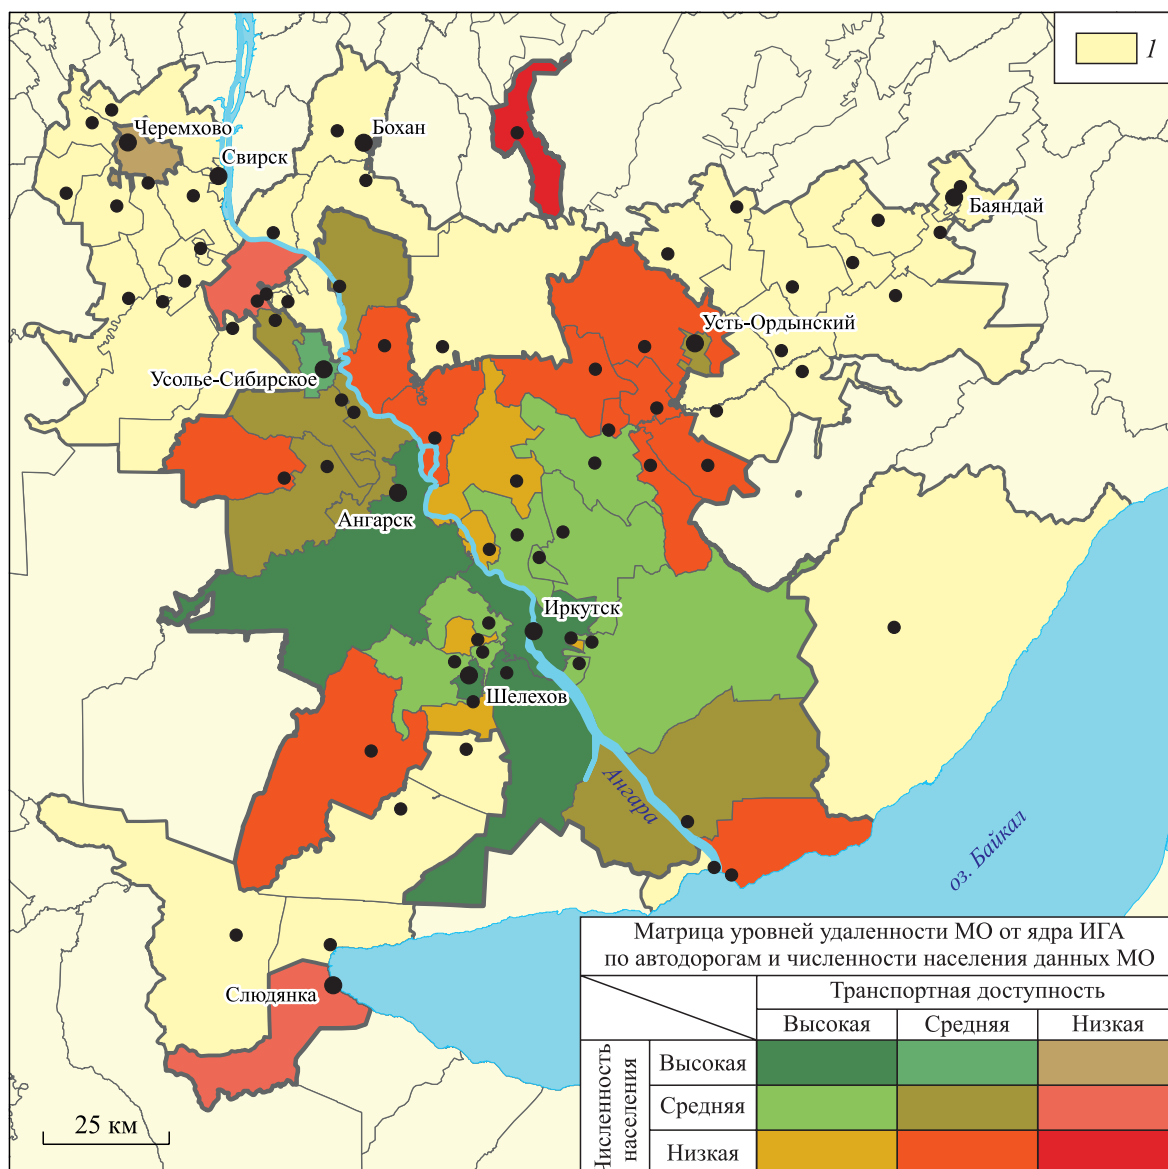 1
Черемхово
Бохан
Свирск
Баяндай
Усть-Ордынский
Усолье-Сибирское
Ангарск
Иркутск
Шелехов
Ангара
оз. Байкал
Слюдянка
25 км
Матрица уровней удаленности МО от ядра ИГА
по автодорогам и численности населения данных МО
Транспортная доступность
Высокая
Средняя
Низкая
Численность
населения
Высокая
Средняя
Низкая